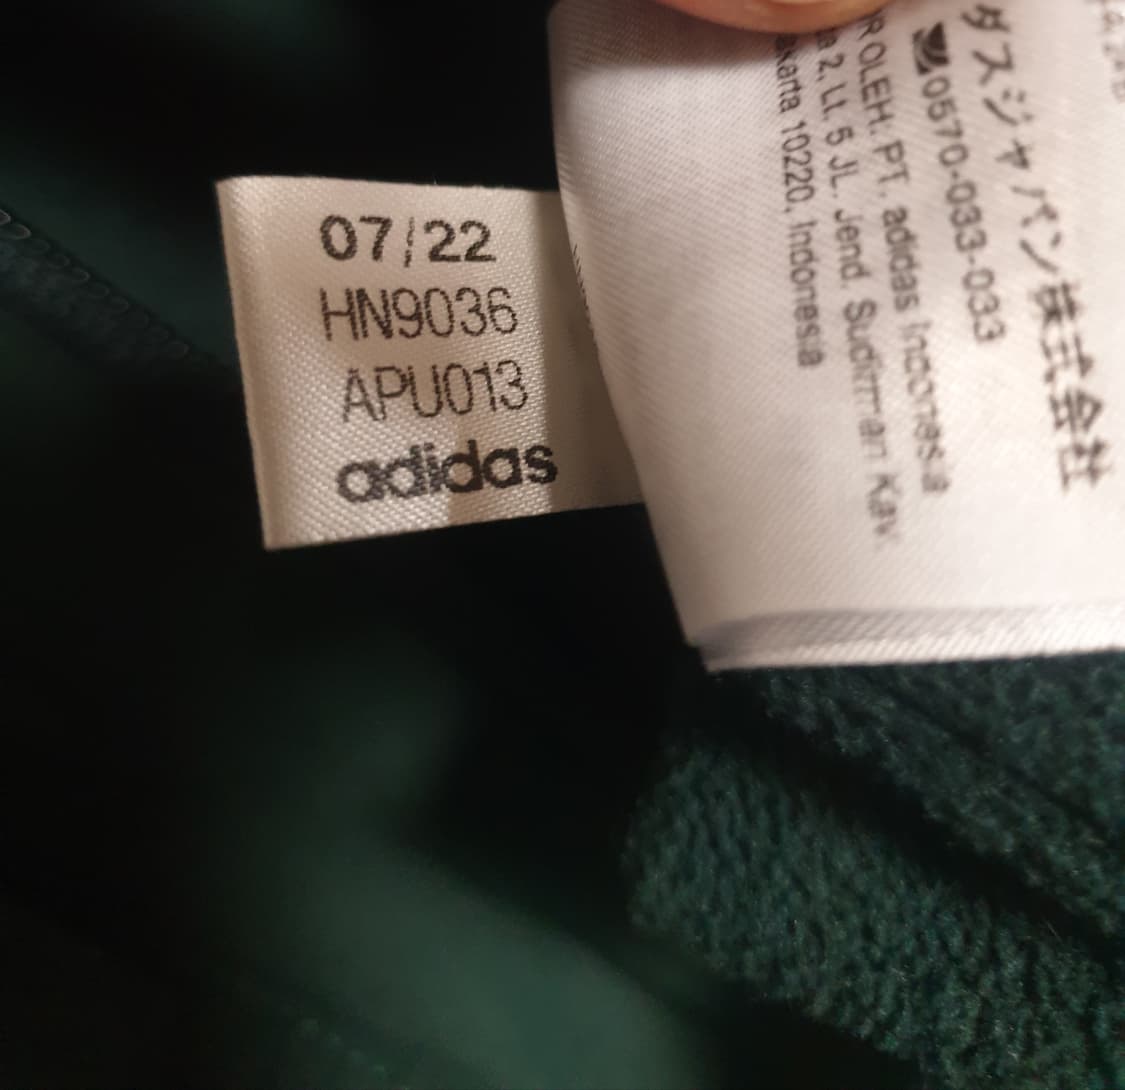 07/22
HN9036
APU013
adidas
ダスジャパン株式会社
0570-033-033
OLEH: PT. adidas Indonesia
2, Lt. 5 JL. Jend. Sudirman Kav.
10220, Indonesia